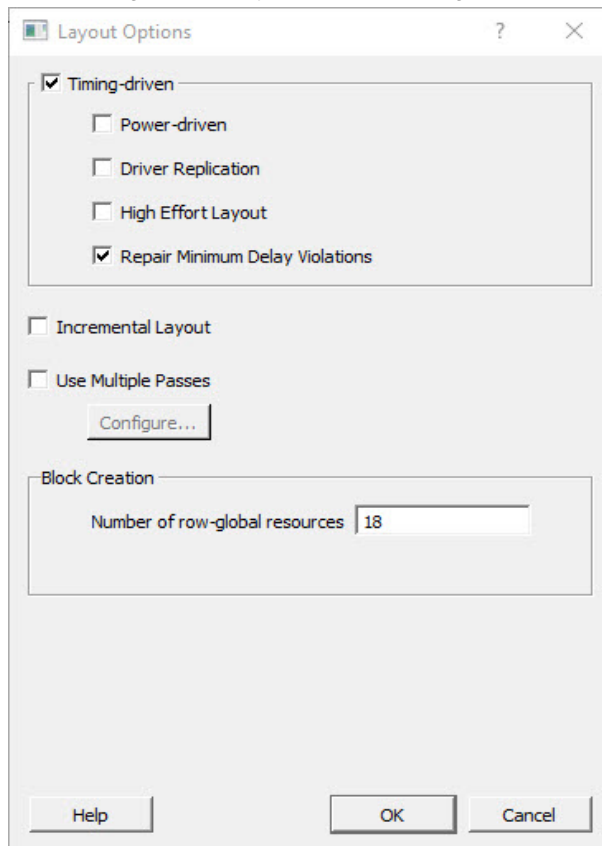 Layout Options ?
Timing-driven
Power-driven
Driver Replication
High Effort Layout
Repair Minimum Delay Violations
Incremental Layout
Use Multiple Passes
Configure...
Block Creation
Number of row-global resources 18
Help OK Cancel